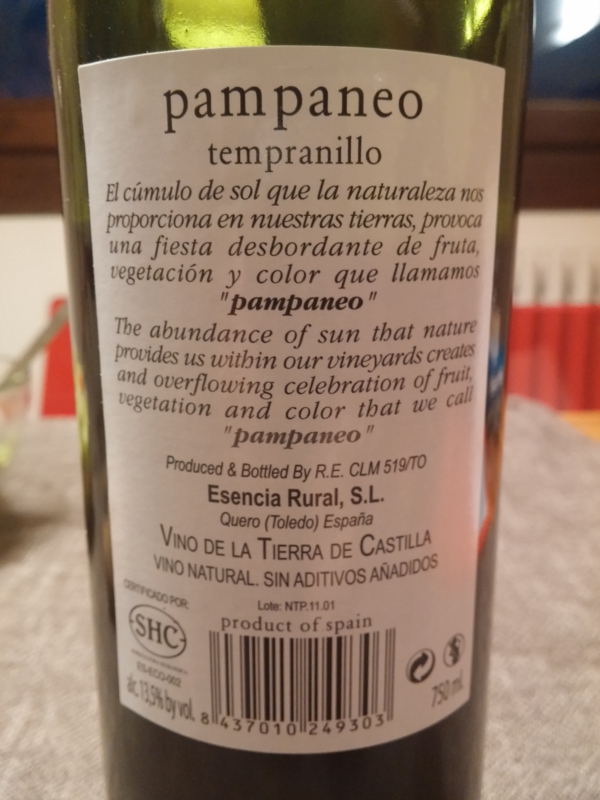 pampaneo
tempranillo
El cúmulo de sol que la naturaleza nos
proporciona en nuestras tierras, provoca
una fiesta desbordante de fruta,
vegetación y color que llamamos
"pampaneo"
The abundance of sun that nature
provides us within our vineyards creates
and overflowing celebration of fruit,
vegetation and color that we call
"pampaneo"
Produced & Bottled By R.E. CLM 519/TO
Esencia Rural, S.L.
Quero (Toledo) España
VINO DE LA TIERRA DE CASTILLA
VINO NATURAL. SIN ADITIVOS AÑADIDOS
Lote: NTP.11.01
product of spain
CERTIFICADO POR:
SHC
ES-ECO-002
alc. 13,5% by vol.
8 437010 249303
750 ml.